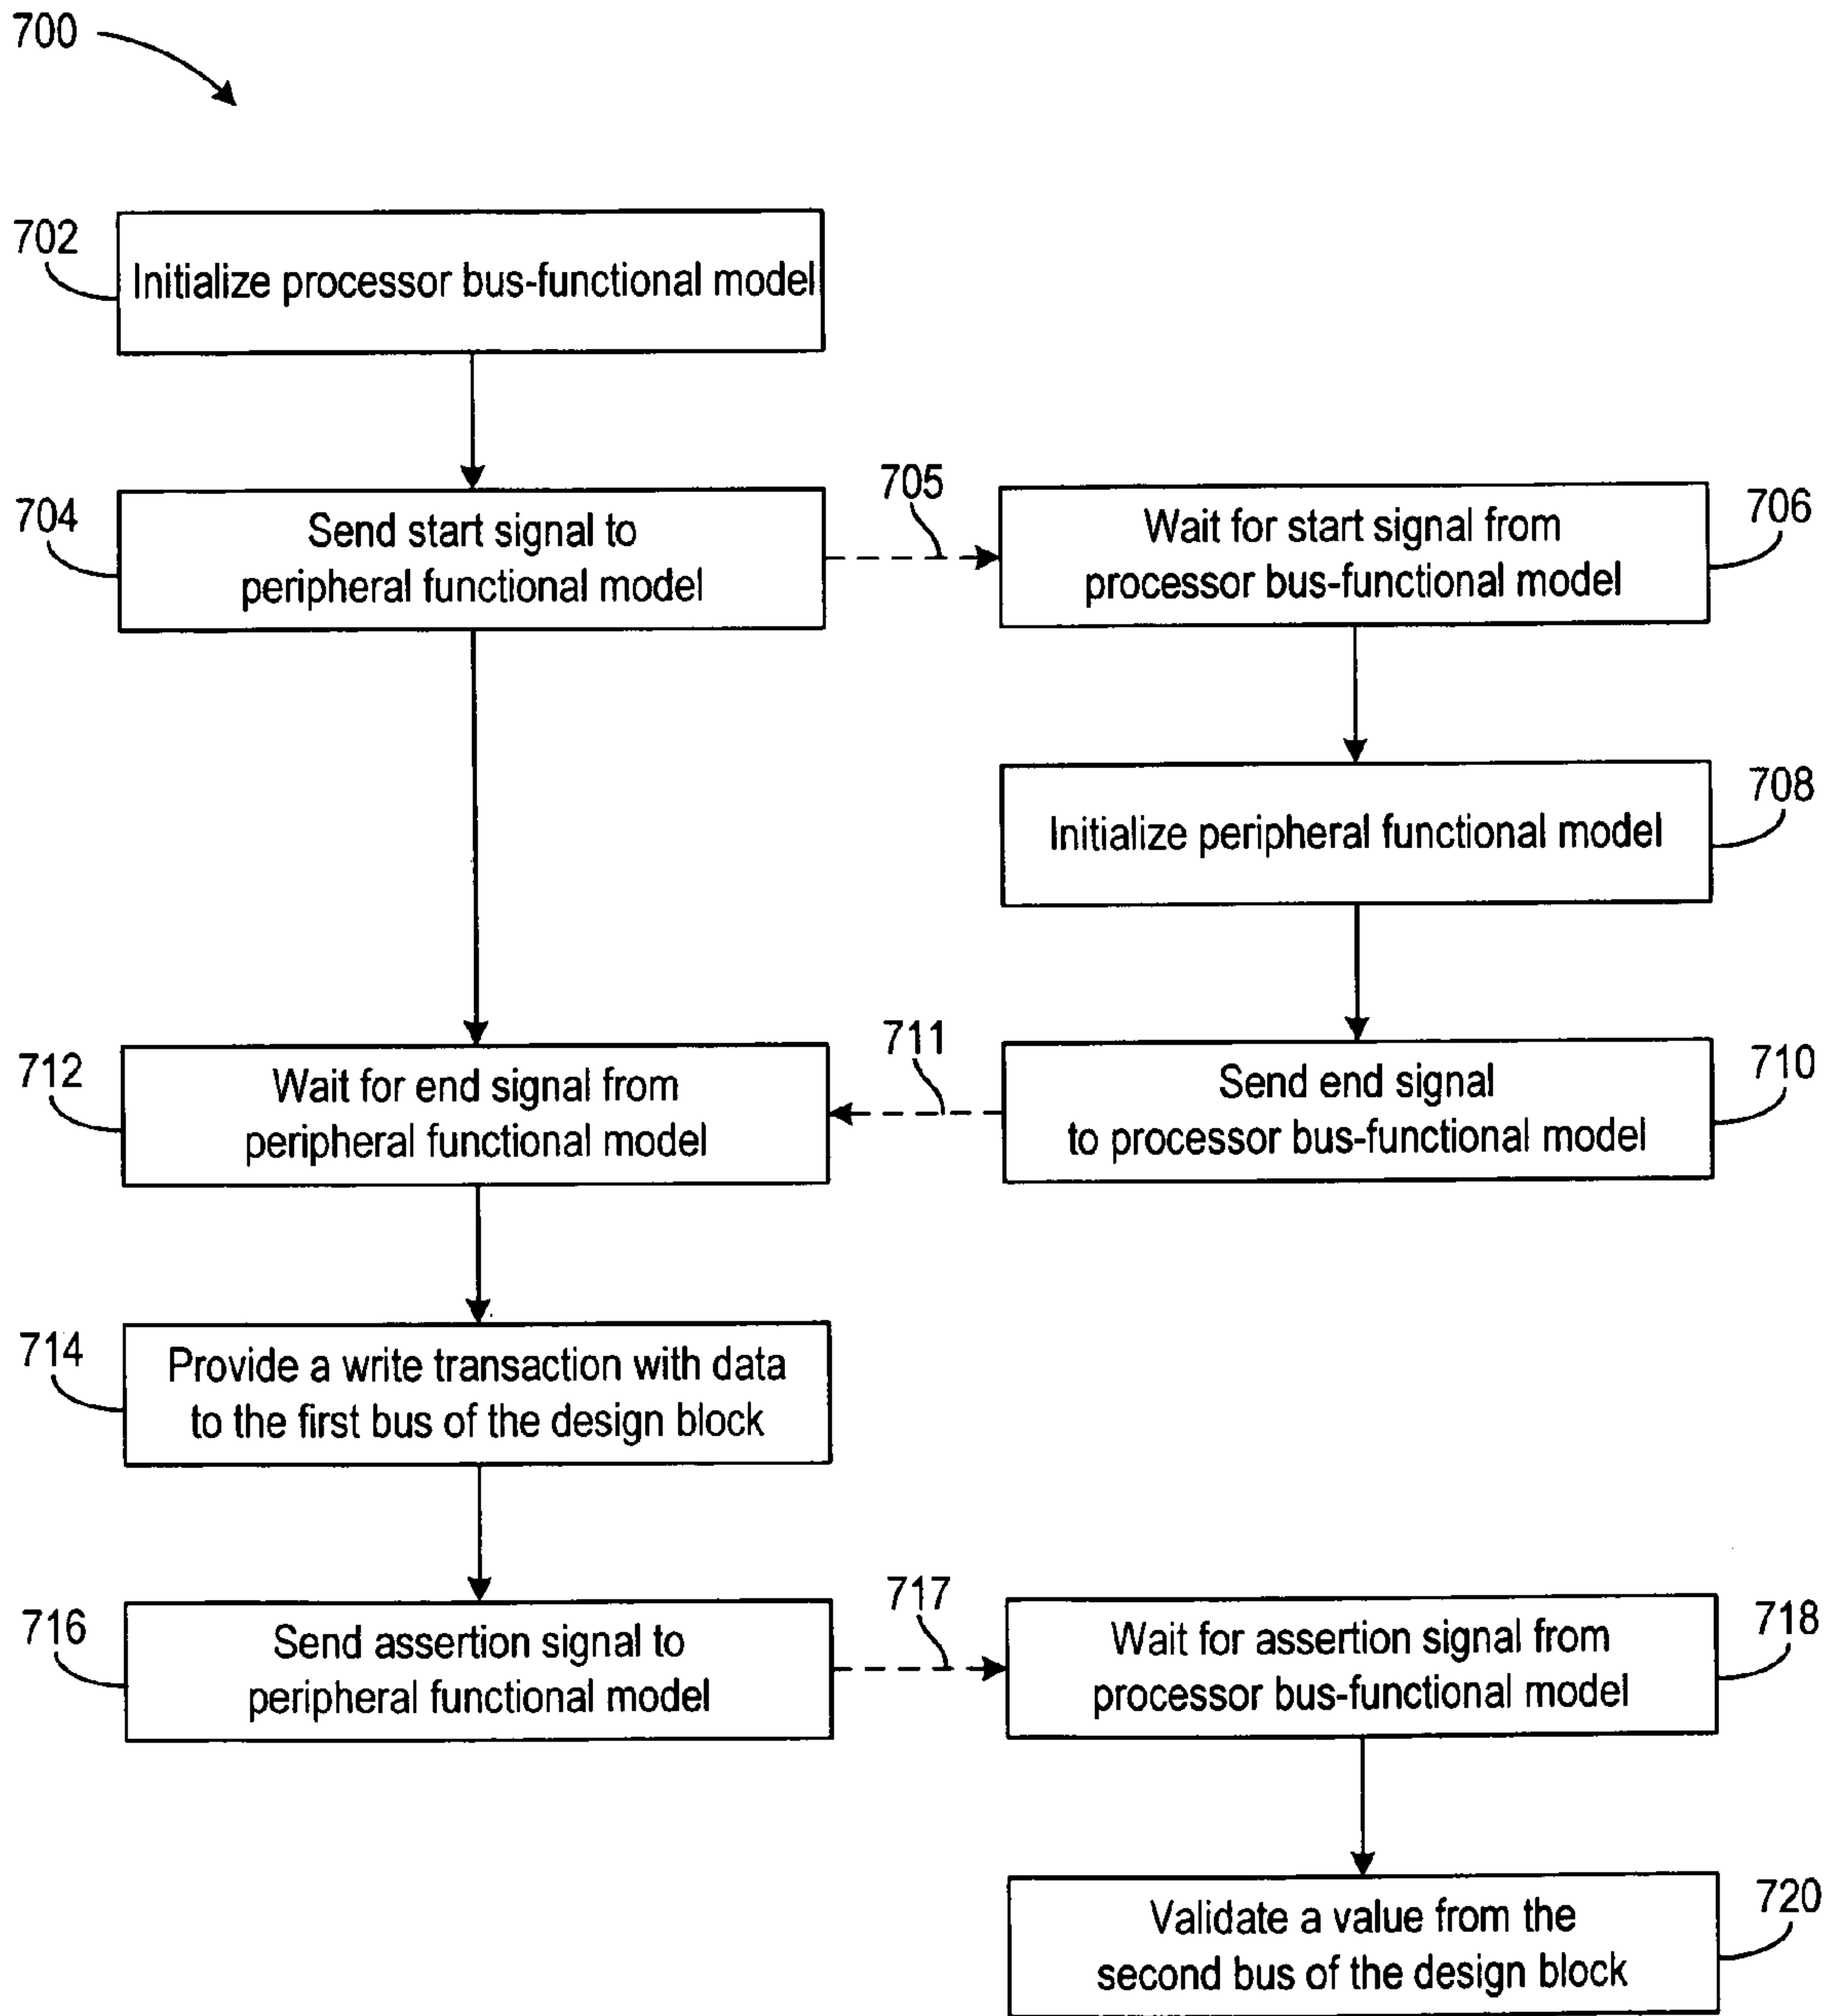 700
702
Initialize processor bus-functional model
704
Send start signal to
peripheral functional model
705
Wait for start signal from
processor bus-functional model
706
Initialize peripheral functional model
708
712
Wait for end signal from
peripheral functional model
711
Send end signal
to processor bus-functional model
710
714
Provide a write transaction with data
to the first bus of the design block
716
Send assertion signal to
peripheral functional model
717
Wait for assertion signal from
processor bus-functional model
718
Validate a value from the
second bus of the design block
720